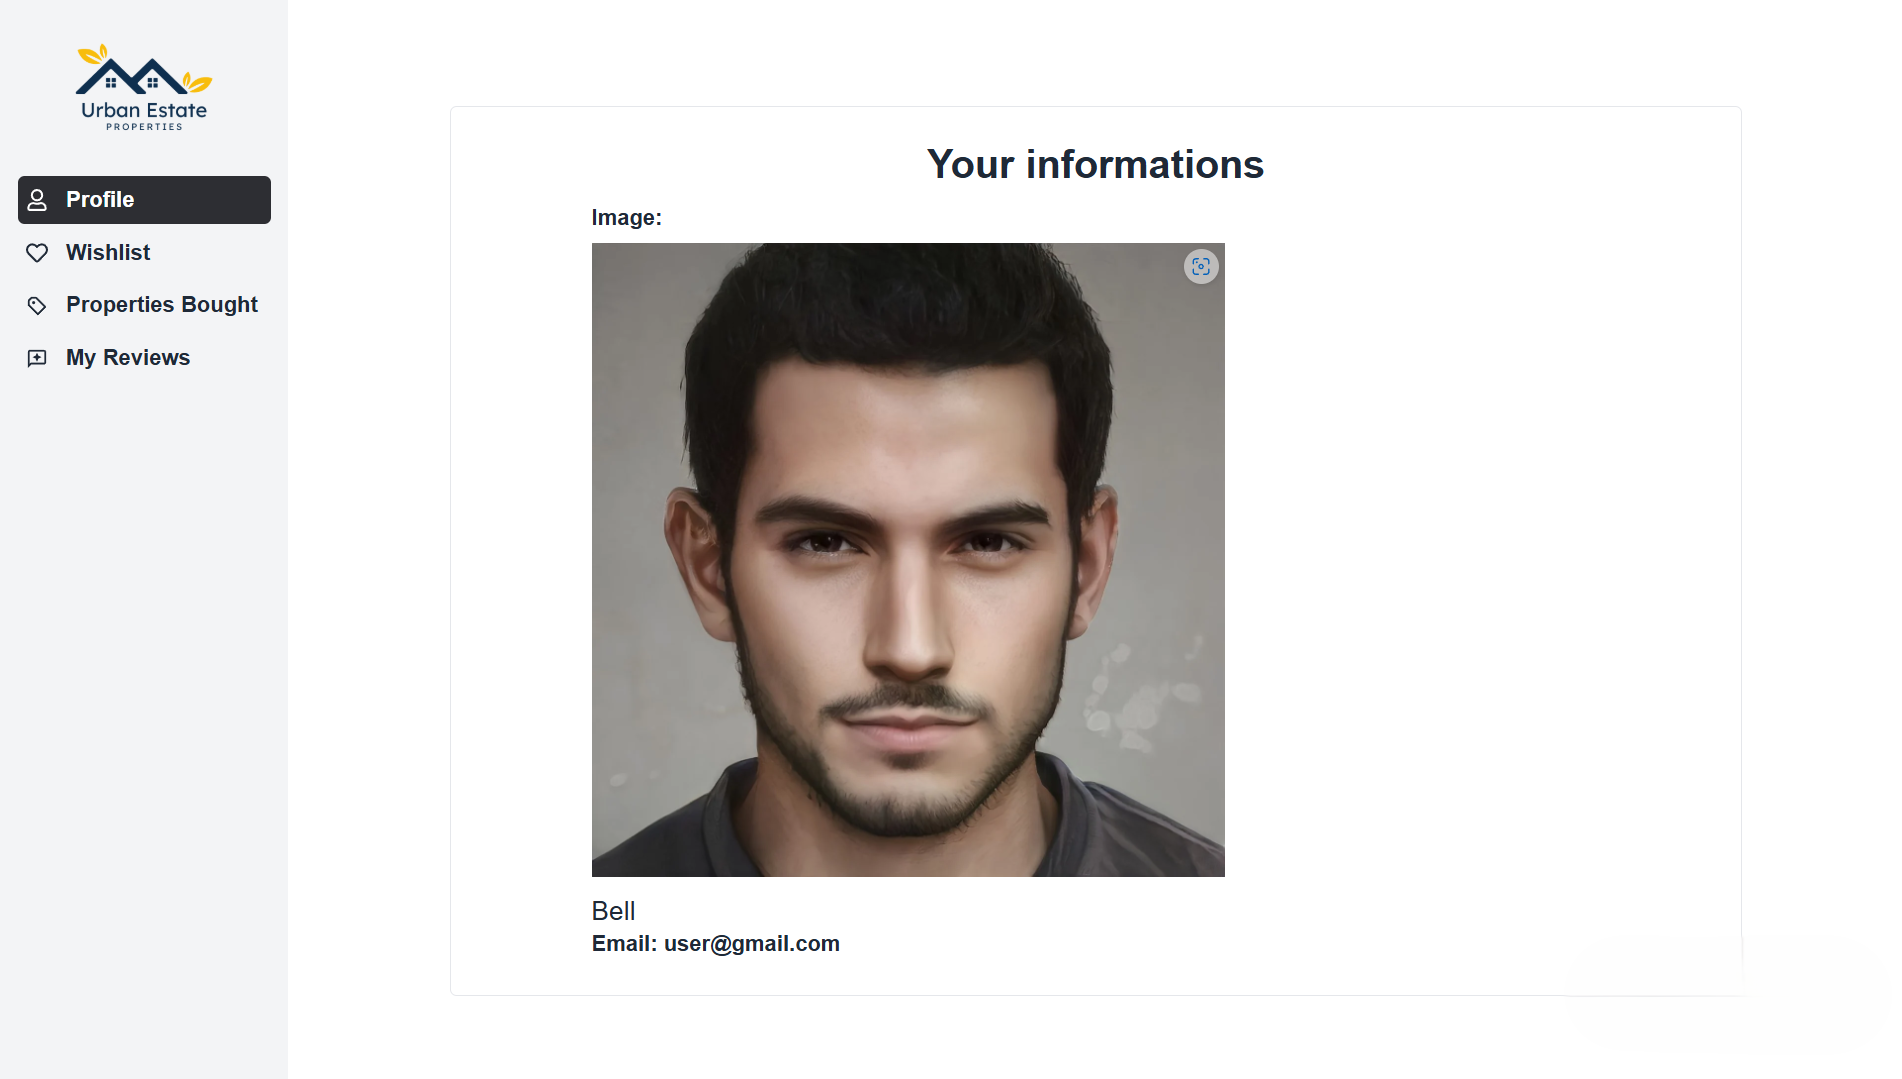 Urban Estate
PROPERTIES
Profile
Wishlist
Properties Bought
My Reviews
Your informations
Image:
Bell
Email: user@gmail.com